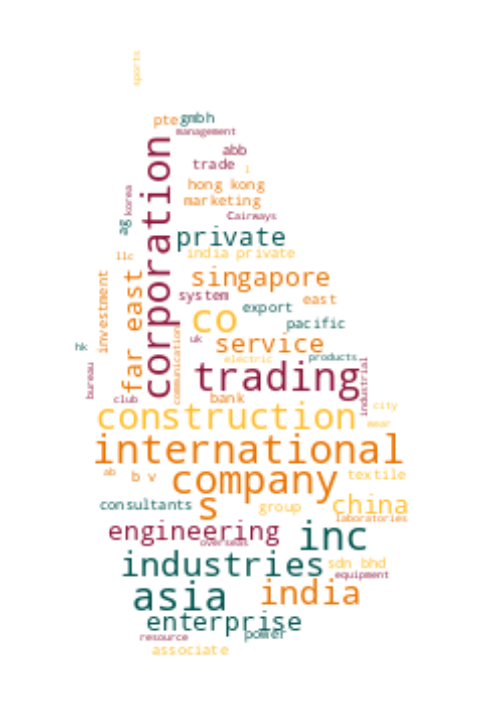 sports
pte gmbh
management
corporation
abb
trade
i
hong kong
korea
marketing
Cairways
ag
private
india private
llc
investment
far east
singapore
system
east
export
co
pacific
communication
uk
service
hk
electric
products
bureau
trading
industrial
club
bank
city
construction
wear
international
ab
b v
company
textile
consultants
s
group
china
laboratories
engineering
overseas
inc
industries
sdn bhd
equipment
asia
india
enterprise
resource
power
associate